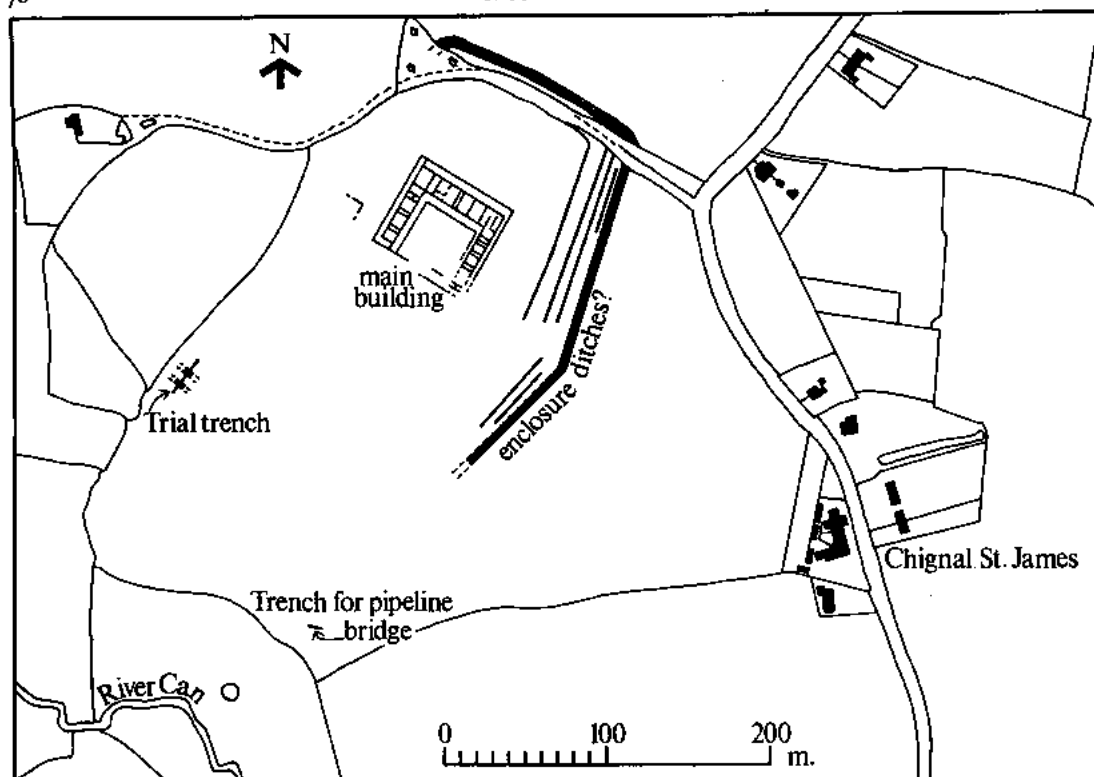 N
main
building
enclosure ditches?
Trial trench
Chignal St. James
Trench for pipeline
bridge
River Can
0 100 200
m.